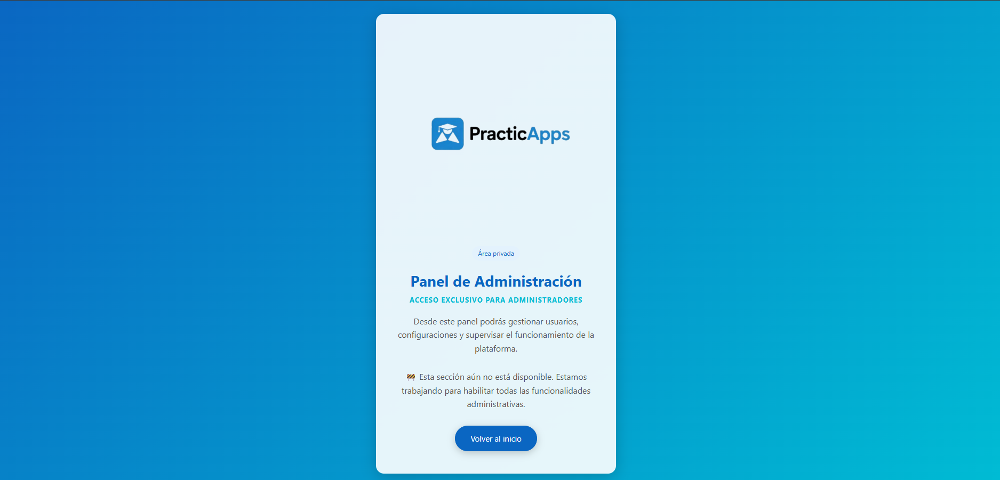 PracticApps
Área privada
Panel de Administración
ACCESO EXCLUSIVO PARA ADMINISTRADORES
Desde este panel podrás gestionar usuarios,
configuraciones y supervisar el funcionamiento de la
plataforma.
🚧 Esta sección aún no está disponible. Estamos
trabajando para habilitar todas las funcionalidades
administrativas.
Volver al inicio